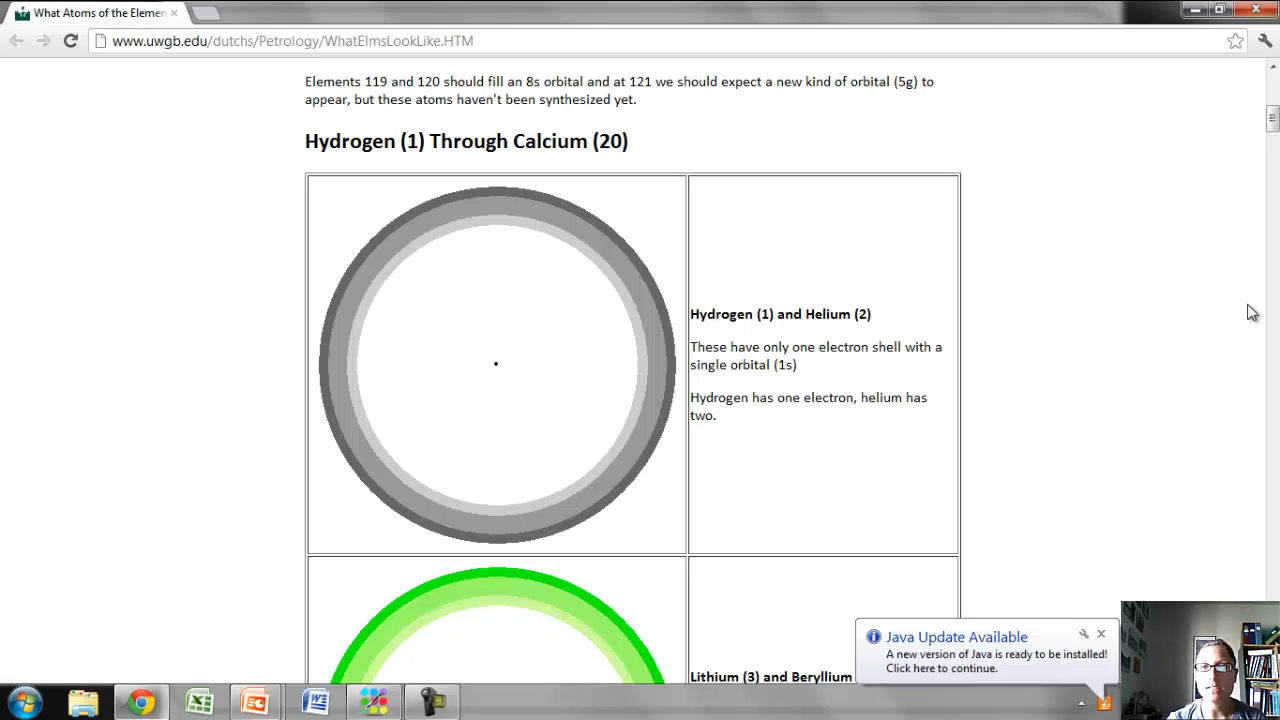 What Atoms of the Elemen
www.uwgb.edu/dutchs/Petrology/WhatElmsLookLike.HTM
Elements 119 and 120 should fill an 8s orbital and at 121 we should expect a new kind of orbital (5g) to
appear, but these atoms haven't been synthesized yet.
Hydrogen (1) Through Calcium (20)
Hydrogen (1) and Helium (2)
These have only one electron shell with a
single orbital (1s)
Hydrogen has one electron, helium has
two.
Lithium (3) and Beryllium
Java Update Available
A new version of Java is ready to be installed!
Click here to continue.